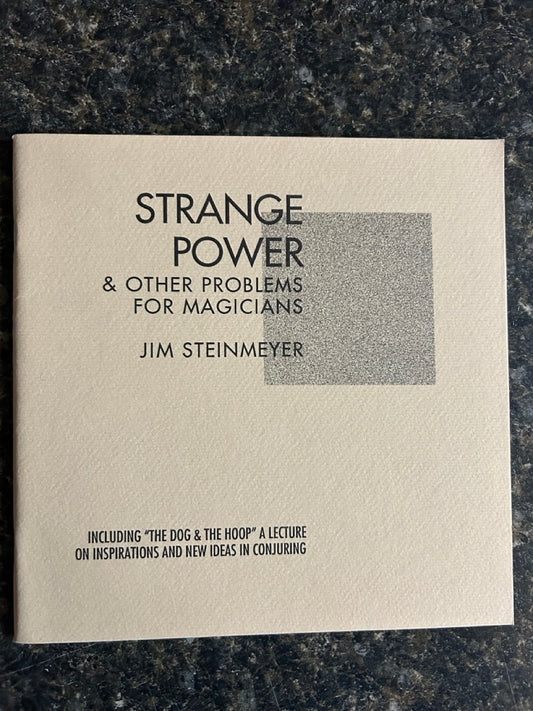 STRANGE
POWER
& OTHER PROBLEMS
FOR MAGICIANS
JIM STEINMEYER
INCLUDING “THE DOG & THE HOOP” A LECTURE
ON INSPIRATIONS AND NEW IDEAS IN CONJURING